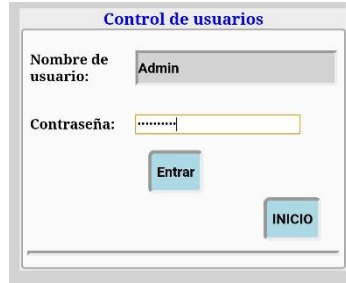 Control de usuarios
Nombre de
usuario:
Admin
Contraseña:
••••••••••
Entrar
INICIO